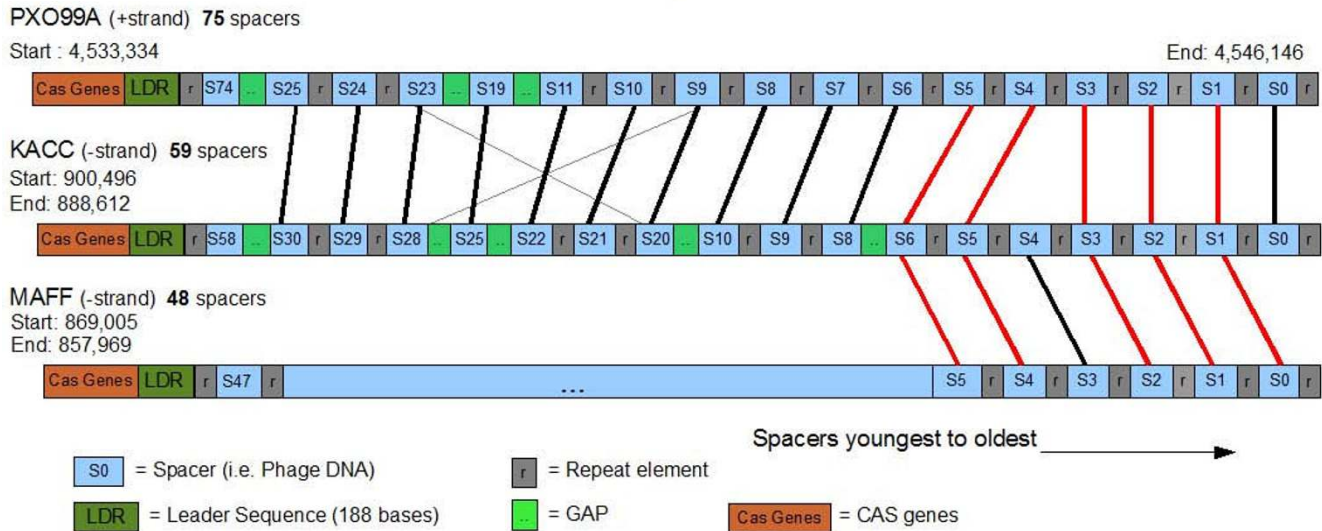 PXO99A (+strand) 75 spacers
Start : 4,533,334 End: 4,546,146
Cas Genes LDR r S74 .. S25 r S24 r S23 .. S19 .. S11 r S10 r S9 r S8 r S7 r S6 r S5 r S4 r S3 r S2 r S1 r S0 r
KACC (-strand) 59 spacers
Start: 900,496
End: 888,612
Cas Genes LDR r S58 .. S30 r S29 r S28 .. S25 .. S22 r S21 r S20 .. S10 r S9 r S8 .. S6 r S5 r S4 r S3 r S2 r S1 r S0 r
MAFF (-strand) 48 spacers
Start: 869,005
End: 857,969
Cas Genes LDR r S47 r ... S5 r S4 r S3 r S2 r S1 r S0 r
Spacers youngest to oldest
S0 = Spacer (i.e. Phage DNA) r = Repeat element
LDR = Leader Sequence (188 bases) .. = GAP Cas Genes = CAS genes